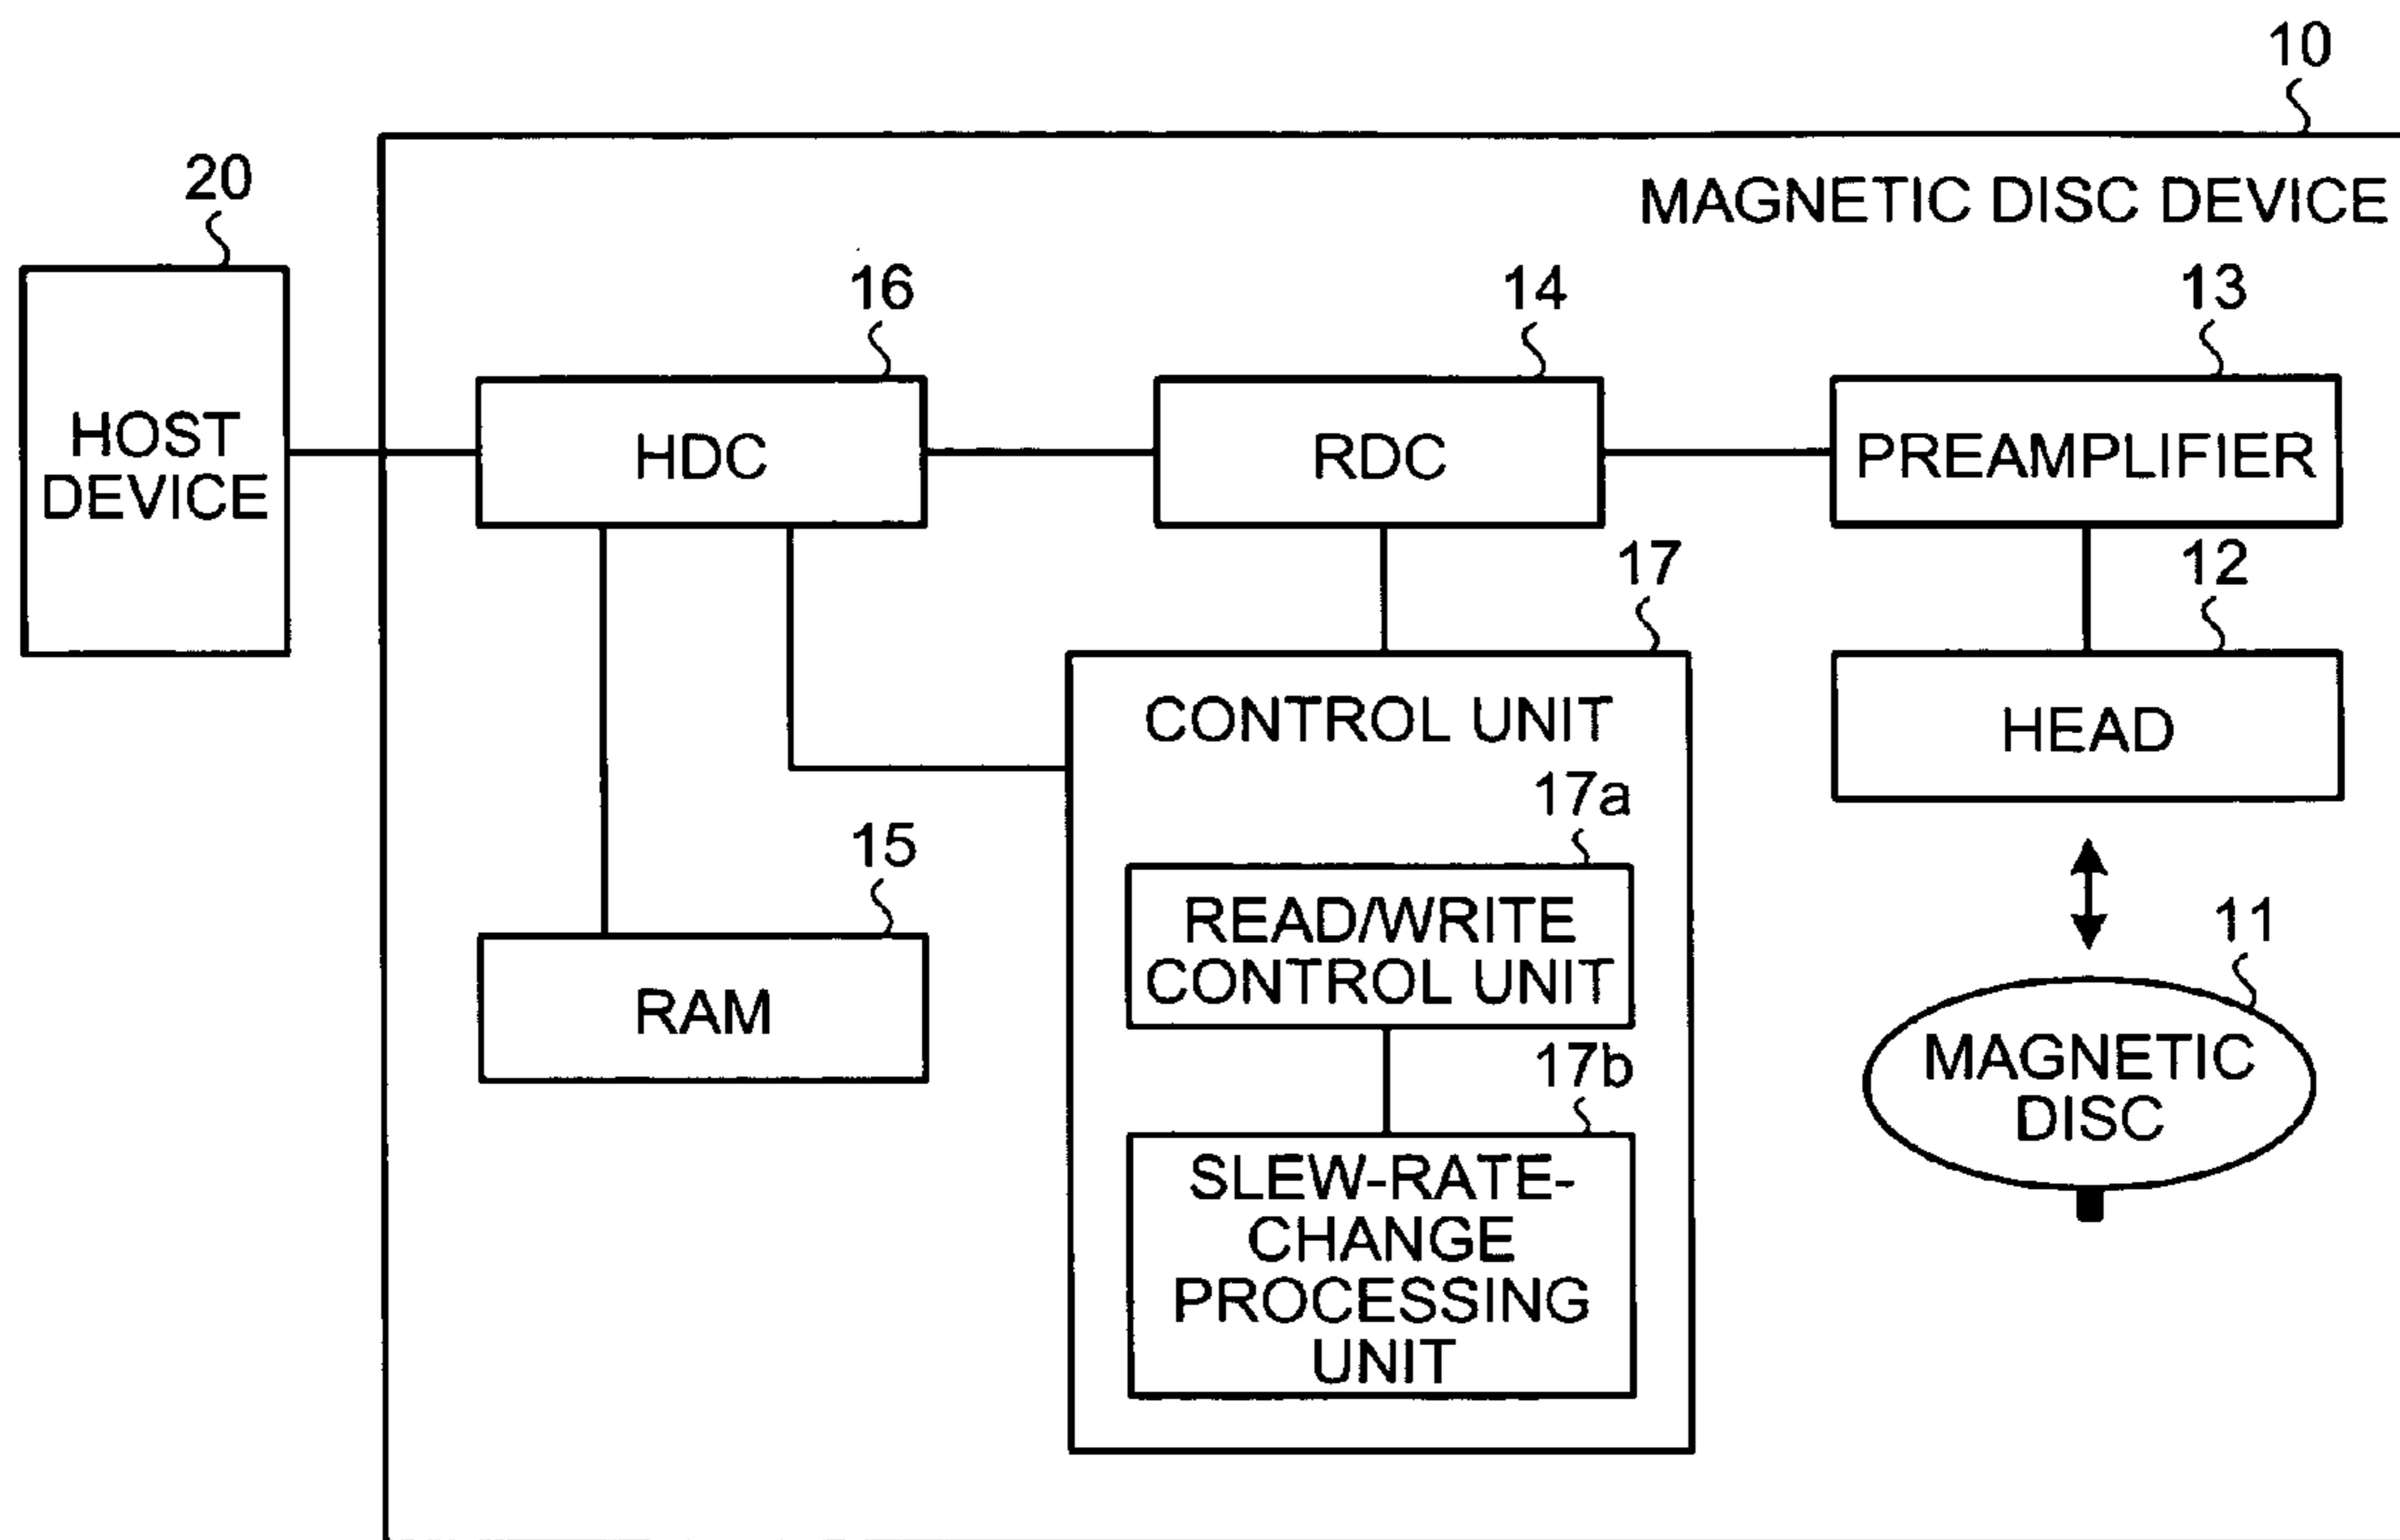 10
MAGNETIC DISC DEVICE
20
HOST
DEVICE
16
HDC
14
RDC
13
PREAMPLIFIER
12
HEAD
17
CONTROL UNIT
17a
READ/WRITE
CONTROL UNIT
17b
SLEW-RATE-
CHANGE
PROCESSING
UNIT
15
RAM
11
MAGNETIC
DISC